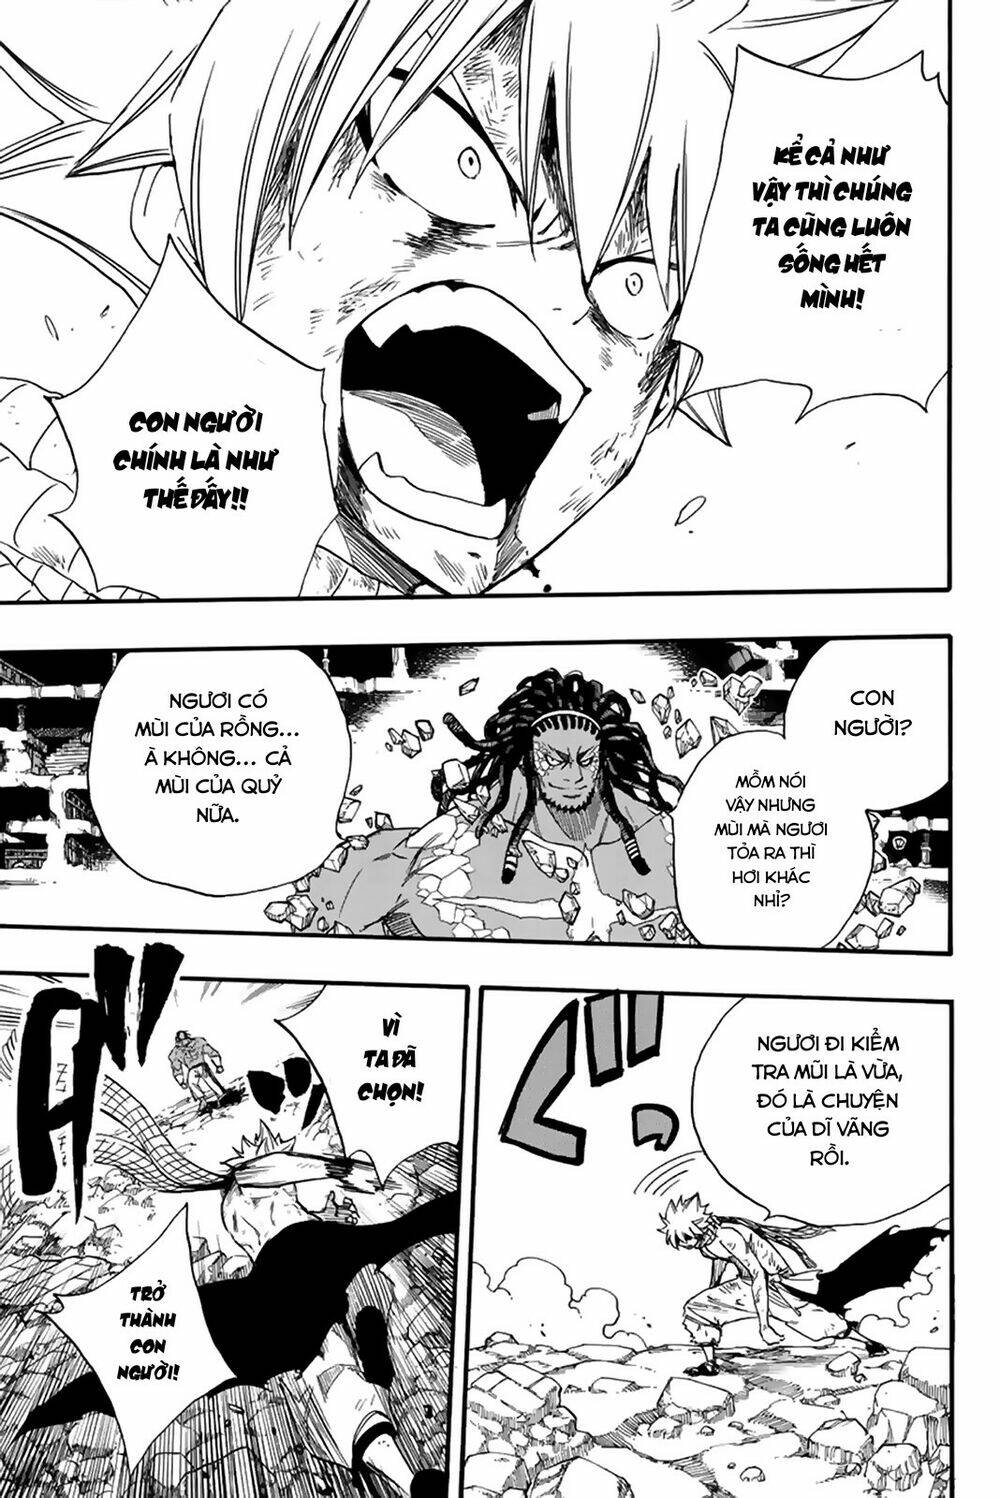 KỂ CẢ NHƯ
VẬY THÌ CHÚNG
TA CŨNG LUÔN
SỐNG HẾT
MÌNH!
CON NGƯỜI
CHÍNH LÀ NHƯ
THẾ ĐẤY!!
CON
NGƯỜI?
MỒM NÓI
VẬY NHƯNG
MÙI MÀ NGƯƠI
TỎA RA THÌ
HƠI KHÁC
NHỈ?
NGƯƠI CÓ
MÙI CỦA RỒNG...
À KHÔNG... CẢ
MÙI CỦA QUỶ
NỮA.
NGƯƠI ĐI KIỂM
TRA MŨI LÀ VỪA,
ĐÓ LÀ CHUYỆN
CỦA DĨ VÃNG
RỒI.
VÌ
TA ĐÃ
CHỌN!
TRỞ
THÀNH
CON
NGƯỜI!